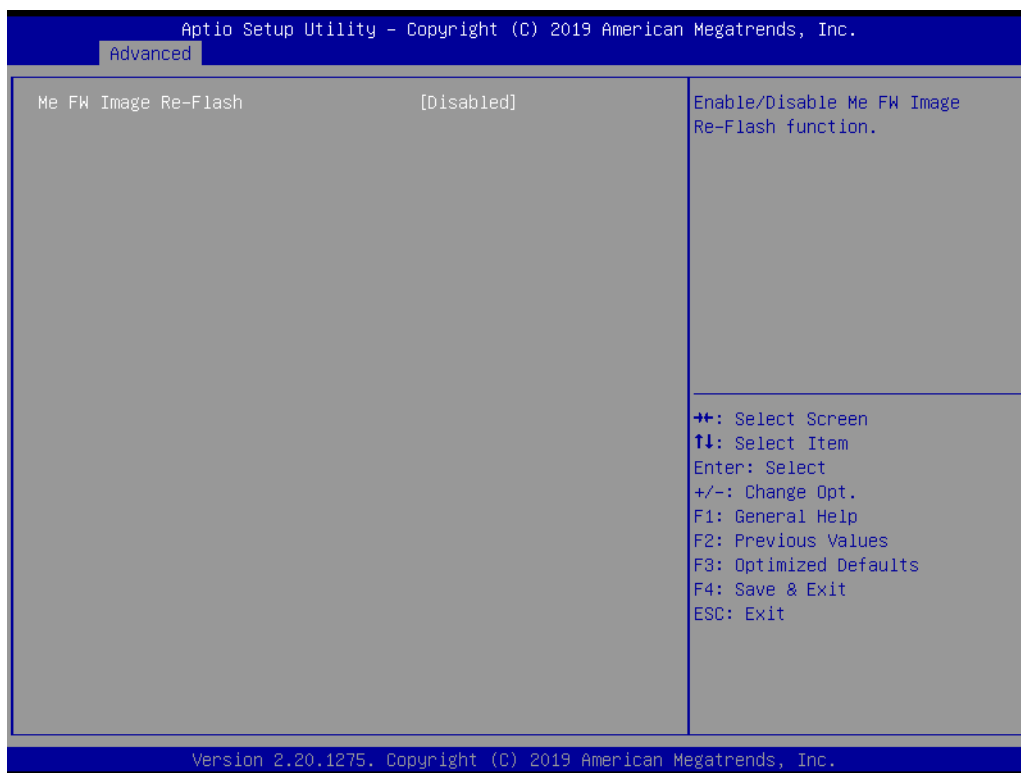 Aptio Setup Utility – Copyright (C) 2019 American Megatrends, Inc.
Advanced
Me FW Image Re-Flash [Disabled]
Enable/Disable Me FW Image
Re-Flash function.
→←: Select Screen
↑↓: Select Item
Enter: Select
+/-: Change Opt.
F1: General Help
F2: Previous Values
F3: Optimized Defaults
F4: Save & Exit
ESC: Exit
Version 2.20.1275. Copyright (C) 2019 American Megatrends, Inc.